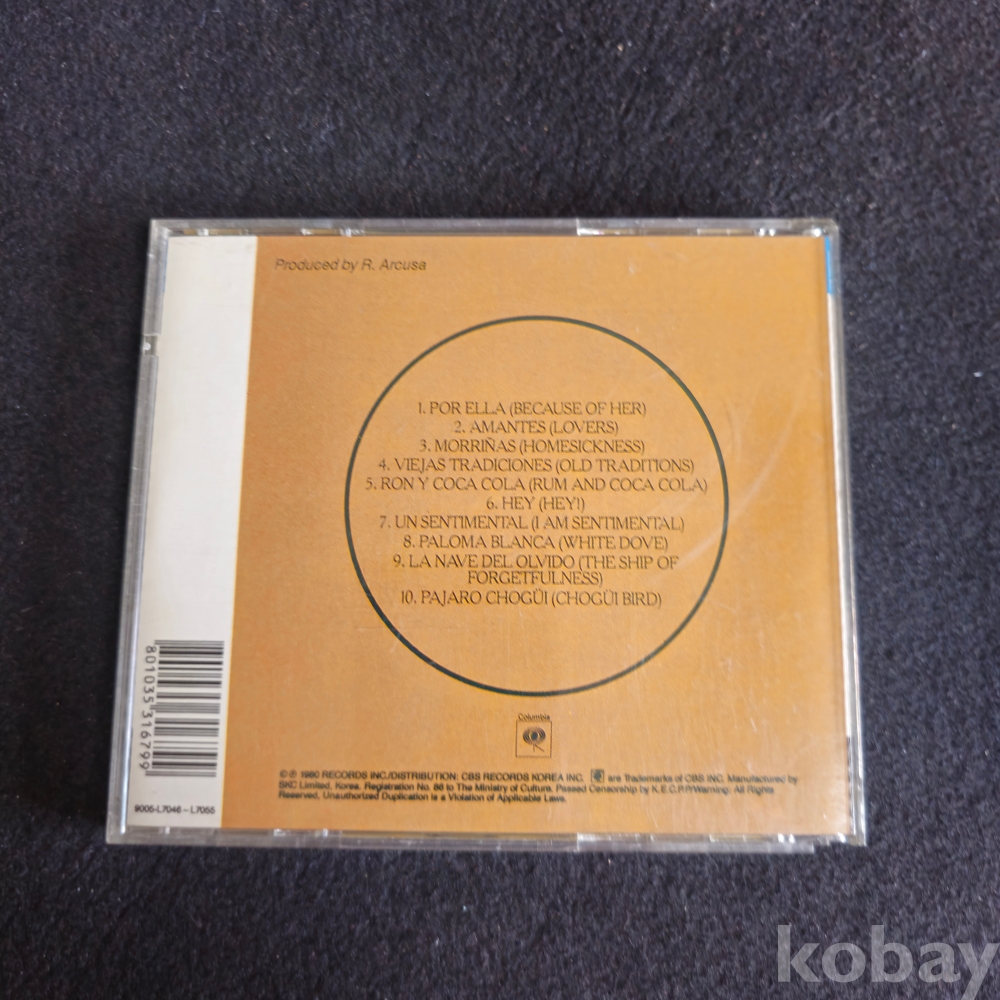 Produced by R. Arcusa
1. POR ELLA (BECAUSE OF HER)
2. AMANTES (LOVERS)
3. MORRIÑAS (HOMESICKNESS)
4. VIEJAS TRADICIONES (OLD TRADITIONS)
5. RON Y COCA COLA (RUM AND COCA COLA)
6. HEY (HEY!)
7. UN SENTIMENTAL (I AM SENTIMENTAL)
8. PALOMA BLANCA (WHITE DOVE)
9. LA NAVE DEL OLVIDO (THE SHIP OF
FORGETFULNESS)
10. PAJARO CHOGÜI (CHOGÜI BIRD)
Columbia
© ℗ 1980 RECORDS INC./DISTRIBUTION: CBS RECORDS KOREA INC. are Trademarks of CBS INC. Manufactured by
SKC Limited, Korea. Registration No. 86 to The Ministry of Culture. Passed Censorship by K.E.C.P.P/Warning: All Rights
Reserved, Unauthorized Duplication is a Violation of Applicable Laws.
8 01035 31679 9
9006-L7046~L7055
kobay